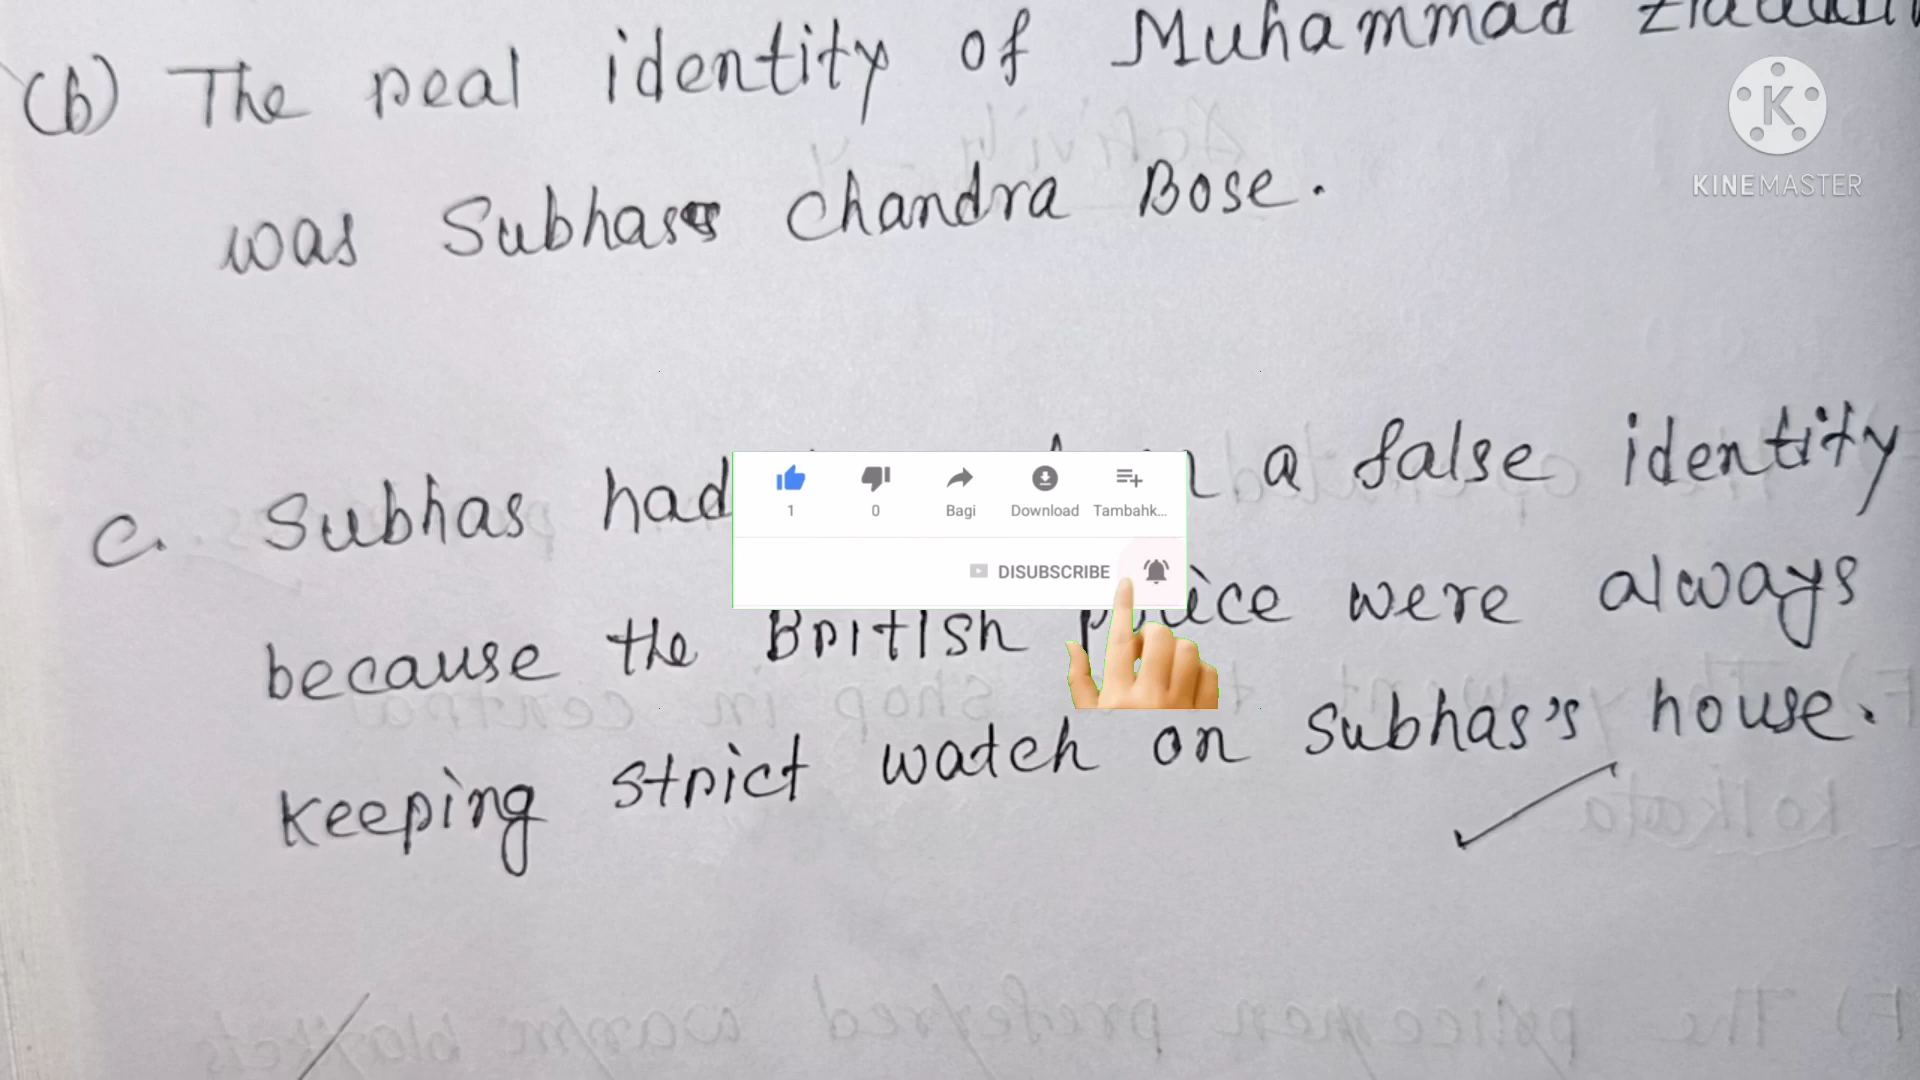 (b) The real identity of Muhammad
was Subhas Chandra Bose.
KINEMASTER
c. Subhas had a false identity
because the British police were always
keeping strict watch on Subhas's house.
1 0 Bagi Download Tambahk...
DISUBSCRIBE